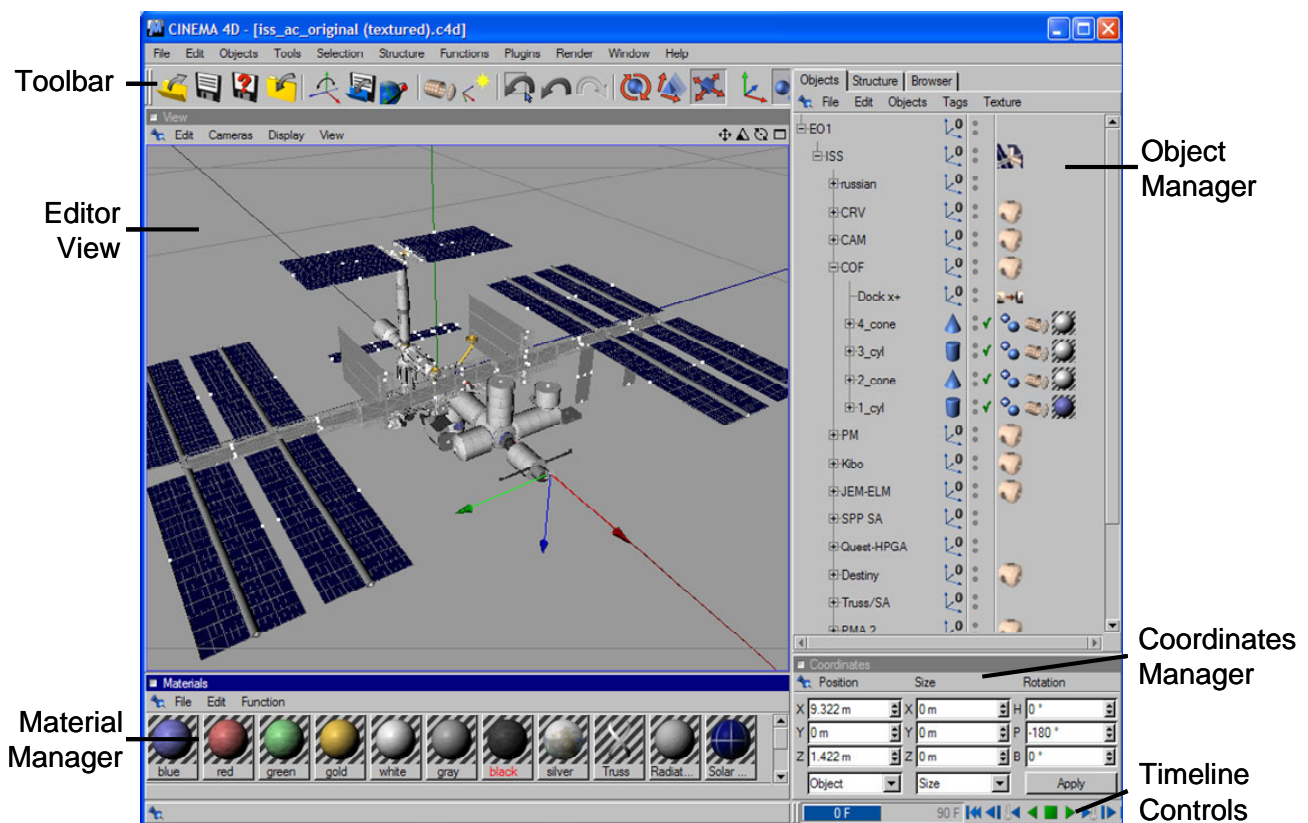 CINEMA 4D - [iss_ac_original (textured).c4d]
File Edit Objects Tools Selection Structure Functions Plugins Render Window Help
Toolbar
Objects Structure Browser
File Edit Objects Tags Texture
View
Edit Cameras Display View
EO1
ISS
russian
CRV
CAM
COF
Dock x+
4_cone
3_cyl
2_cone
1_cyl
PM
Kibo
JEM-ELM
SPP SA
Quest-HPGA
Destiny
Truss/SA
PMA 2
Object
Manager
Editor
View
Materials
File Edit Function
blue red green gold white gray black silver Truss Radiat... Solar ...
Material
Manager
Coordinates
Position Size Rotation
X 9.322 m X 0 m H 0 °
Y 0 m Y 0 m P -180 °
Z 1.422 m Z 0 m B 0 °
Object Size Apply
Coordinates
Manager
0 F 90 F
Timeline
Controls